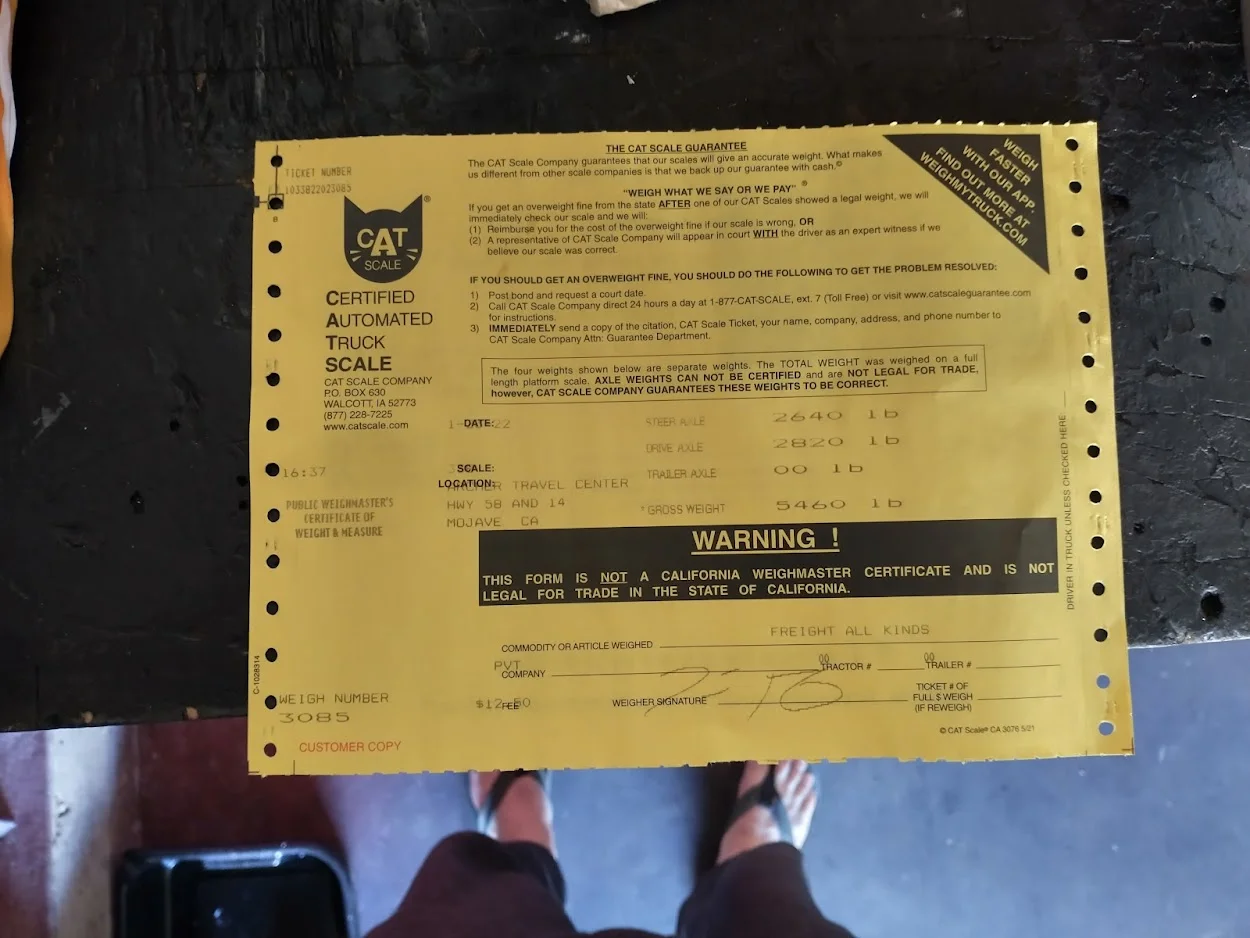 TICKET NUMBER
1033822023085
CAT
SCALE
®
CERTIFIED
AUTOMATED
TRUCK
SCALE
CAT SCALE COMPANY
P.O. BOX 630
WALCOTT, IA 52773
(877) 228-7225
www.catscale.com
THE CAT SCALE GUARANTEE
The CAT Scale Company guarantees that our scales will give an accurate weight. What makes
us different from other scale companies is that we back up our guarantee with cash.©
"WEIGH WHAT WE SAY OR WE PAY" ®
If you get an overweight fine from the state AFTER one of our CAT Scales showed a legal weight, we will
immediately check our scale and we will:
(1) Reimburse you for the cost of the overweight fine if our scale is wrong, OR
(2) A representative of CAT Scale Company will appear in court WITH the driver as an expert witness if we
believe our scale was correct.
WEIGH
FASTER
WITH OUR APP.
FIND OUT MORE AT
WEIGHMYTRUCK.COM
IF YOU SHOULD GET AN OVERWEIGHT FINE, YOU SHOULD DO THE FOLLOWING TO GET THE PROBLEM RESOLVED:
1) Post bond and request a court date.
2) Call CAT Scale Company direct 24 hours a day at 1-877-CAT-SCALE, ext. 7 (Toll Free) or visit www.catscaleguarantee.com
for instructions.
3) IMMEDIATELY send a copy of the citation, CAT Scale Ticket, your name, company, address, and phone number to
CAT Scale Company Attn: Guarantee Department.
The four weights shown below are separate weights. The TOTAL WEIGHT was weighed on a full
length platform scale. AXLE WEIGHTS CAN NOT BE CERTIFIED and are NOT LEGAL FOR TRADE,
however, CAT SCALE COMPANY GUARANTEES THESE WEIGHTS TO BE CORRECT.
DATE: 22
STEER AXLE 2640 lb
DRIVE AXLE 2820 lb
16:37
SCALE:
TRAILER AXLE 00 lb
LOCATION:
ARCHER TRAVEL CENTER
HWY 58 AND 14
* GROSS WEIGHT 5460 lb
MOJAVE CA
PUBLIC WEIGHMASTER'S
CERTIFICATE OF
WEIGHT & MEASURE
WARNING !
THIS FORM IS NOT A CALIFORNIA WEIGHMASTER CERTIFICATE AND IS NOT
LEGAL FOR TRADE IN THE STATE OF CALIFORNIA.
DRIVER IN TRUCK UNLESS CHECKED HERE
FREIGHT ALL KINDS
COMMODITY OR ARTICLE WEIGHED
PVT
COMPANY
00
TRACTOR #
00
TRAILER #
C-1028314
WEIGH NUMBER
3085
$12.50
FEE
WEIGHER SIGNATURE
TICKET # OF
FULL $ WEIGH
(IF REWEIGH)
© CAT Scale® CA 3076 5/21
CUSTOMER COPY